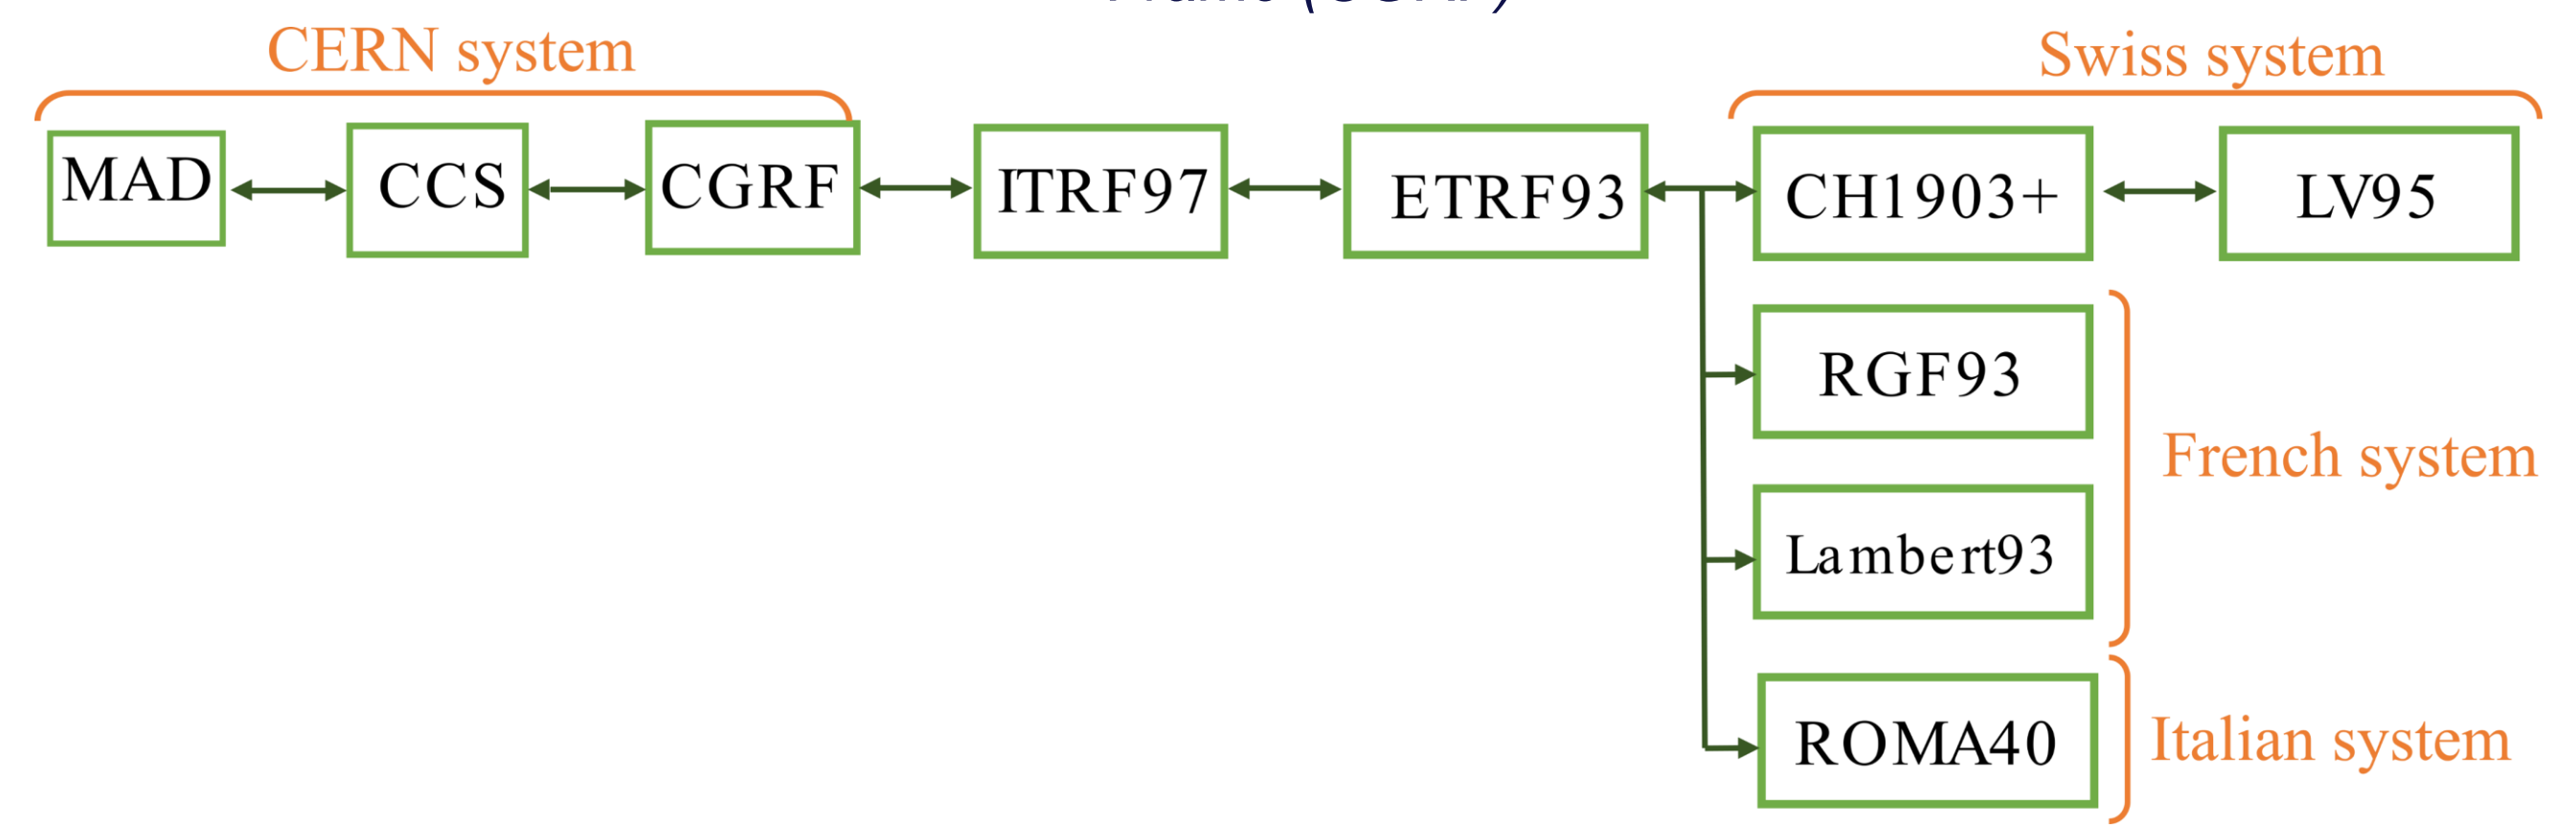 CERN system
Swiss system
MAD
CCS
CGRF
ITRF97
ETRF93
CH1903+
LV95
RGF93
French system
Lambert93
ROMA40
Italian system